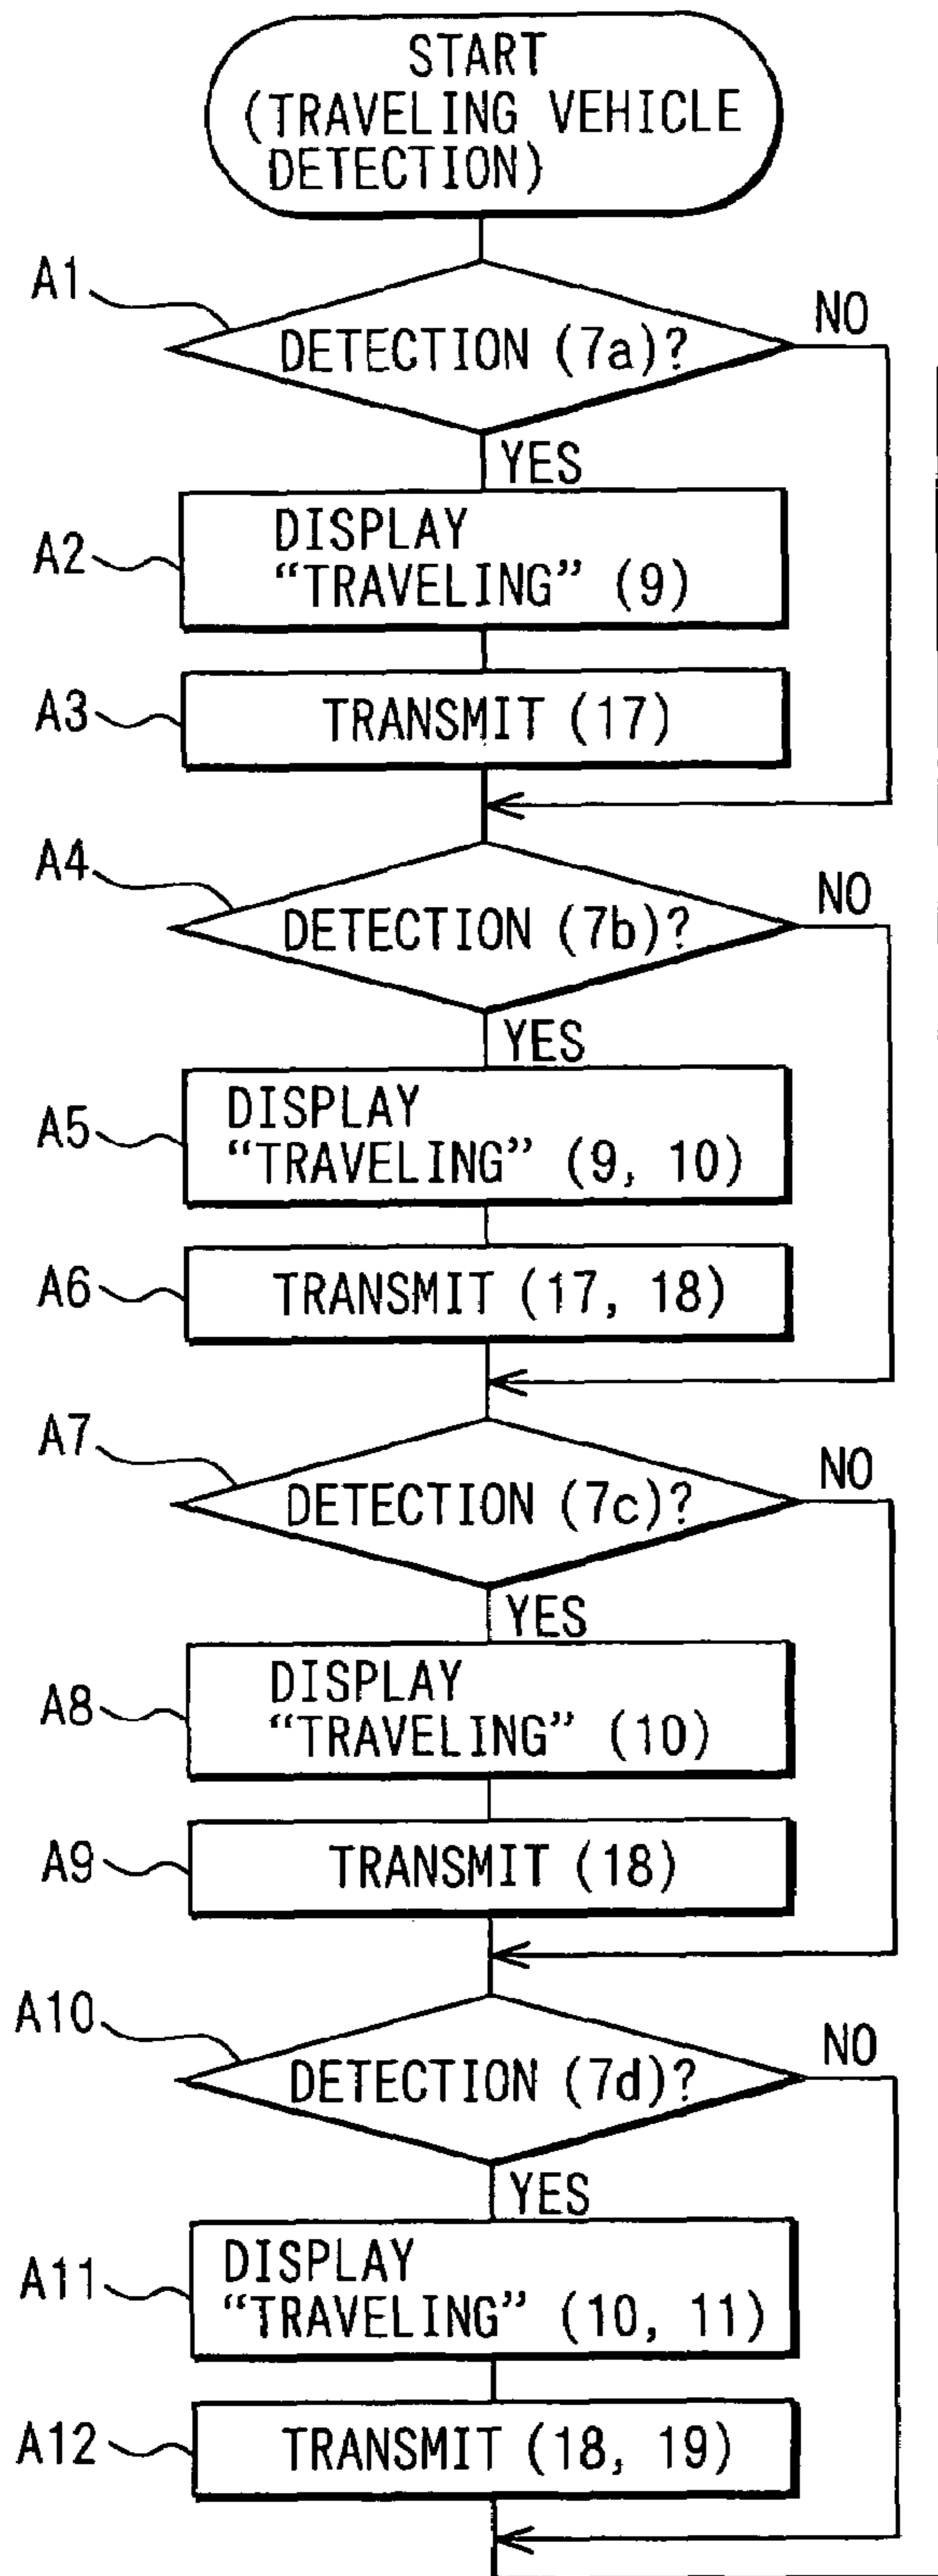 START
(TRAVELING VEHICLE
DETECTION)
A1
DETECTION (7a)?
NO
YES
A2
DISPLAY
“TRAVELING” (9)
A3
TRANSMIT (17)
A4
DETECTION (7b)?
NO
YES
A5
DISPLAY
“TRAVELING” (9, 10)
A6
TRANSMIT (17, 18)
A7
DETECTION (7c)?
NO
YES
A8
DISPLAY
“TRAVELING” (10)
A9
TRANSMIT (18)
A10
DETECTION (7d)?
NO
YES
A11
DISPLAY
“TRAVELING” (10, 11)
A12
TRANSMIT (18, 19)